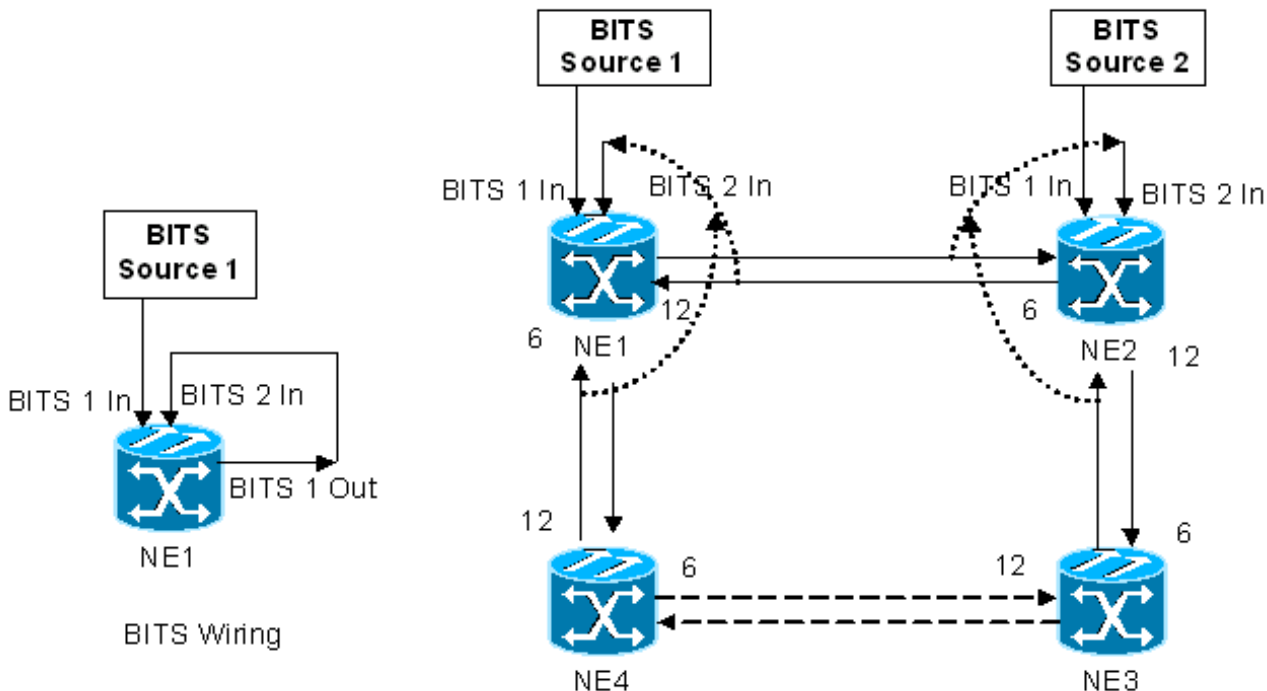 BITS
Source 1
BITS
Source 2
BITS 1 In
BITS 2 In
BITS 1 In
BITS 2 In
12
6
6
NE1
NE2
12
BITS
Source 1
BITS 1 In
BITS 2 In
BITS 1 Out
NE1
BITS Wiring
12
6
6
12
NE4
NE3